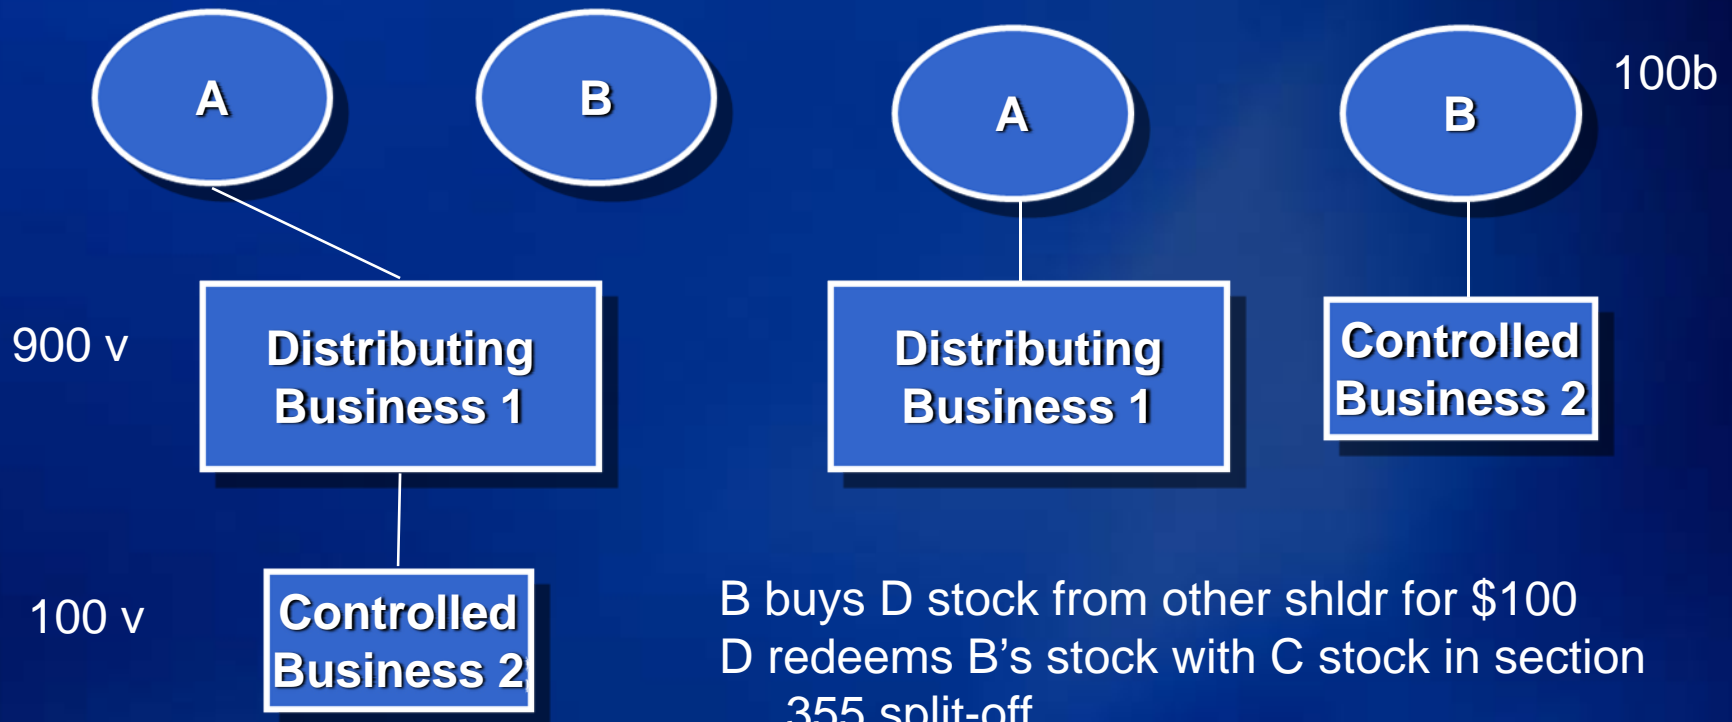 A
B
900 v
Distributing
Business 1
100 v
Controlled
Business 2
A
B
100b
Distributing
Business 1
Controlled
Business 2
B buys D stock from other shldr for $100
D redeems B's stock with C stock in section
355 split-off